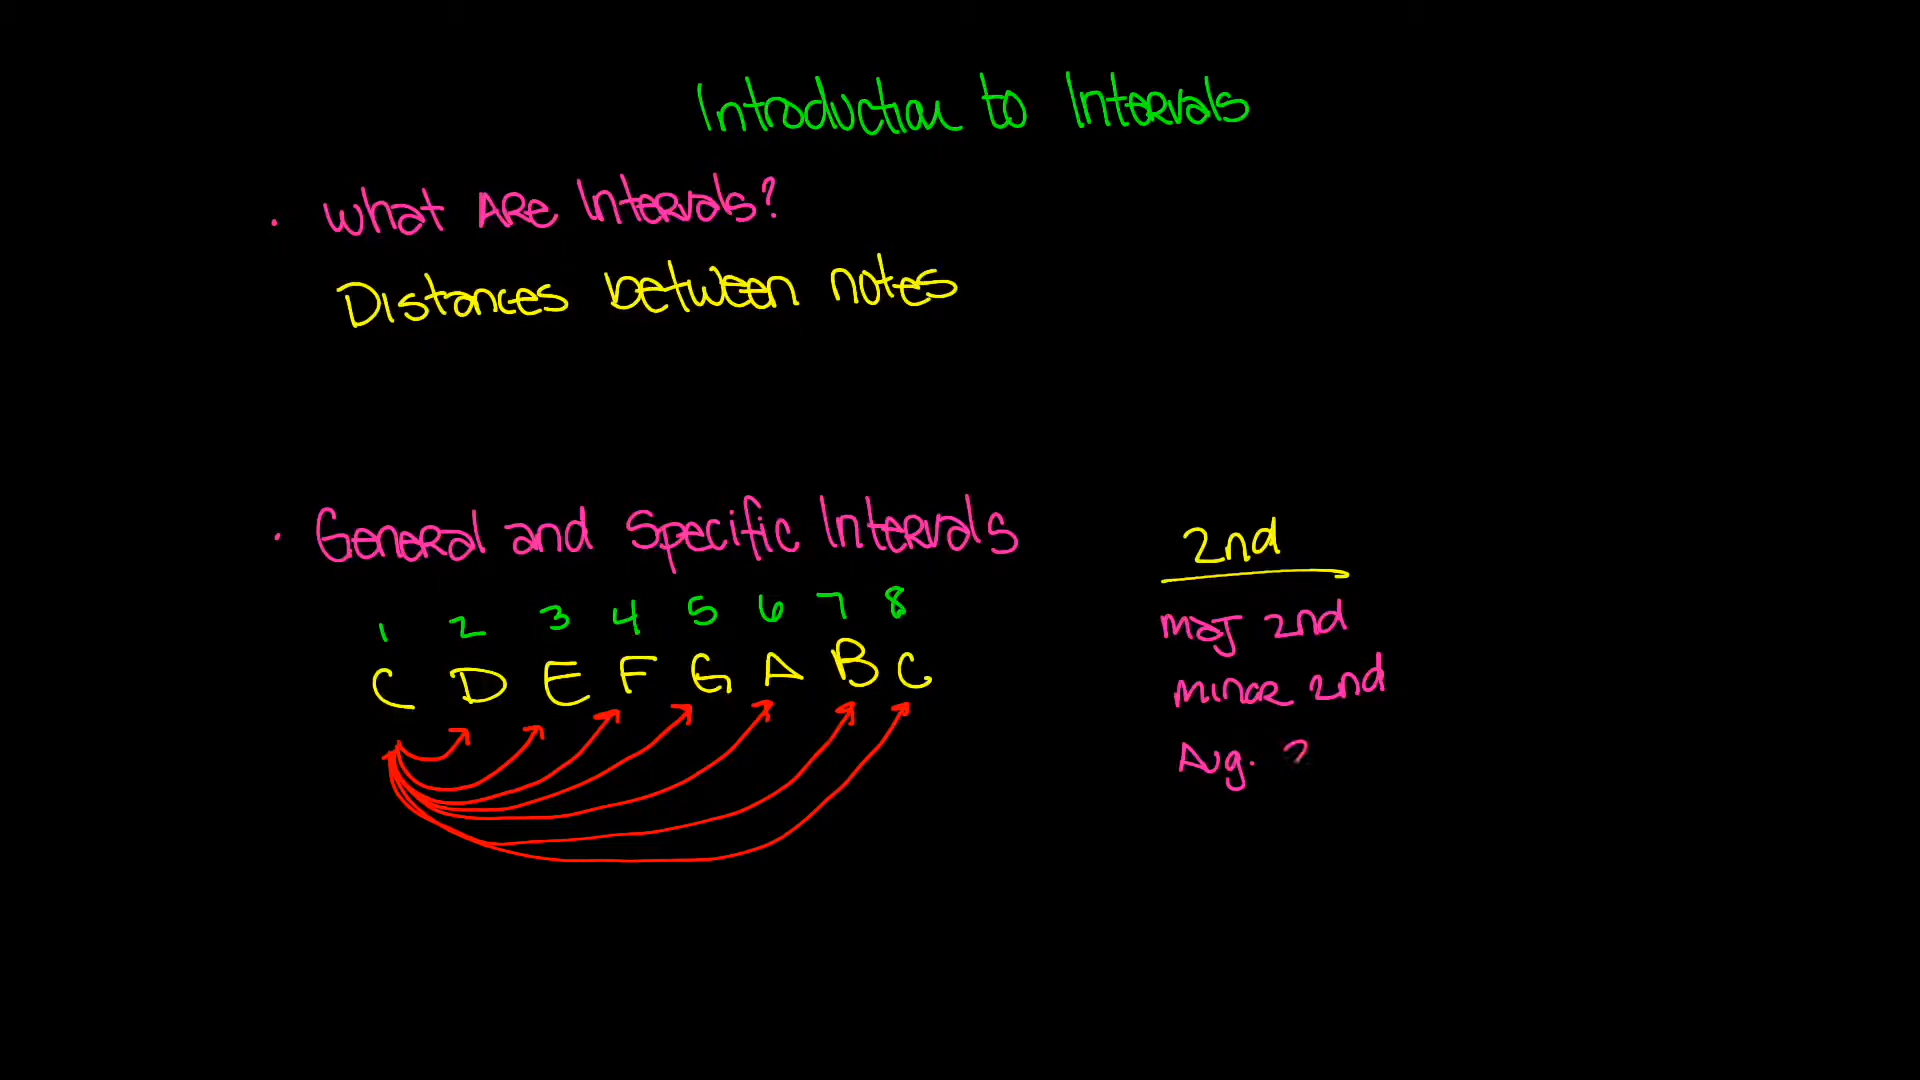 Introduction to Intervals
• What Are Intervals?
Distances between notes
• General and Specific Intervals
1 2 3 4 5 6 7 8
C D E F G A B C
2nd
Maj 2nd
Minor 2nd
Aug. 2